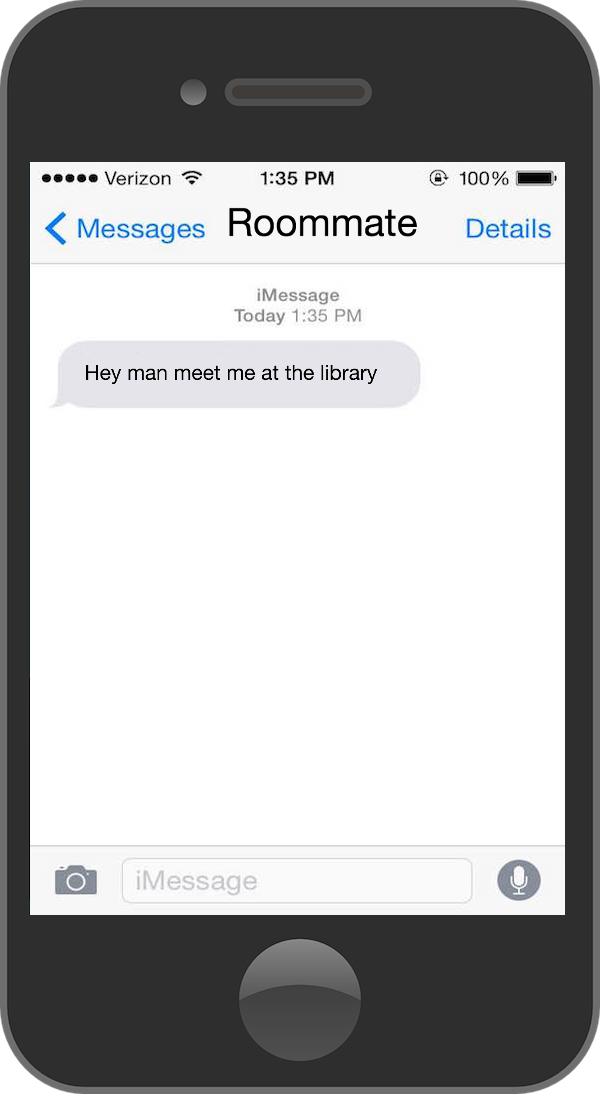 Verizon 1:35 PM 100%
Messages Roommate Details
iMessage
Today 1:35 PM
Hey man meet me at the library
iMessage